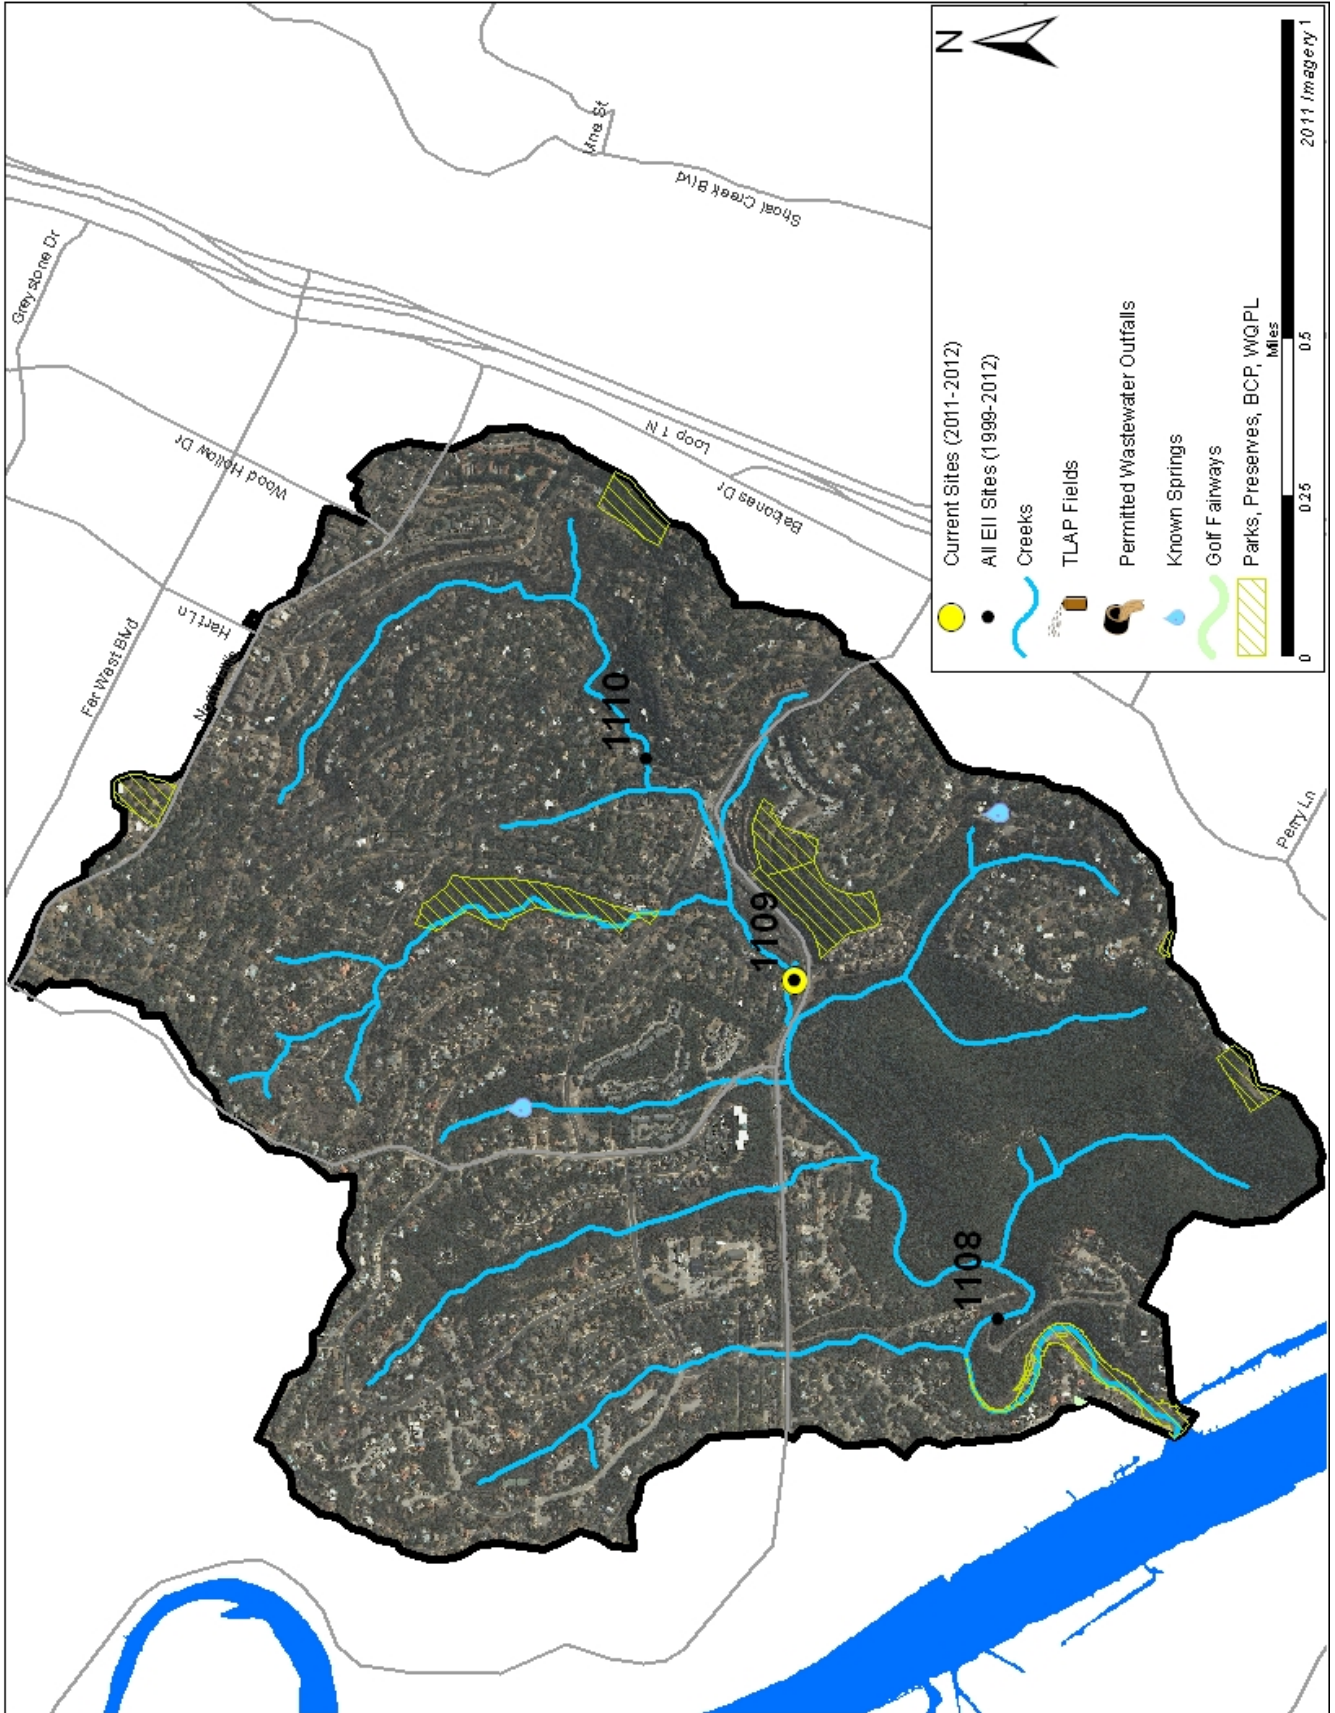 Greystone Dr
Wood Hollow Dr
Far West Blvd
Hart Ln
Loop 1 N
Balcones Dr
Shoal Creek Blvd
Perry Ln
1110
1109
1108
N
Current Sites (2011-2012)
All EII Sites (1999-2012)
Creeks
TLAP Fields
Permitted Wastewater Outfalls
Known Springs
Golf Fairways
Parks, Preserves, BCP, WQPL
Miles
0 0.25 0.5 1
2011 Imagery